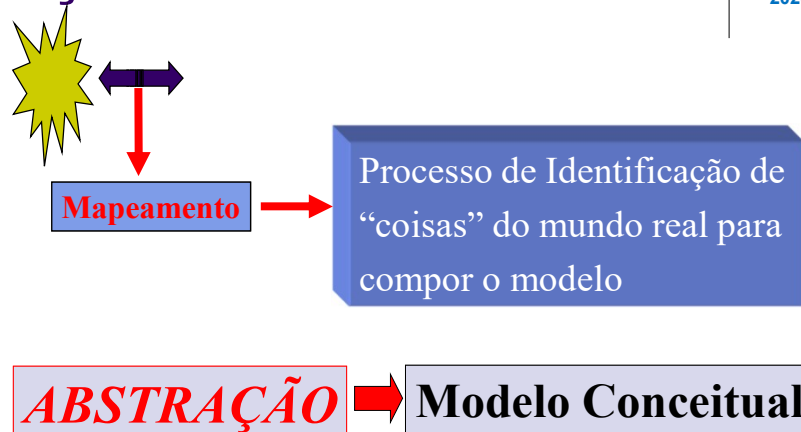 Mapeamento
Processo de Identificação de
“coisas” do mundo real para
compor o modelo
ABSTRAÇÃO
Modelo Conceitual